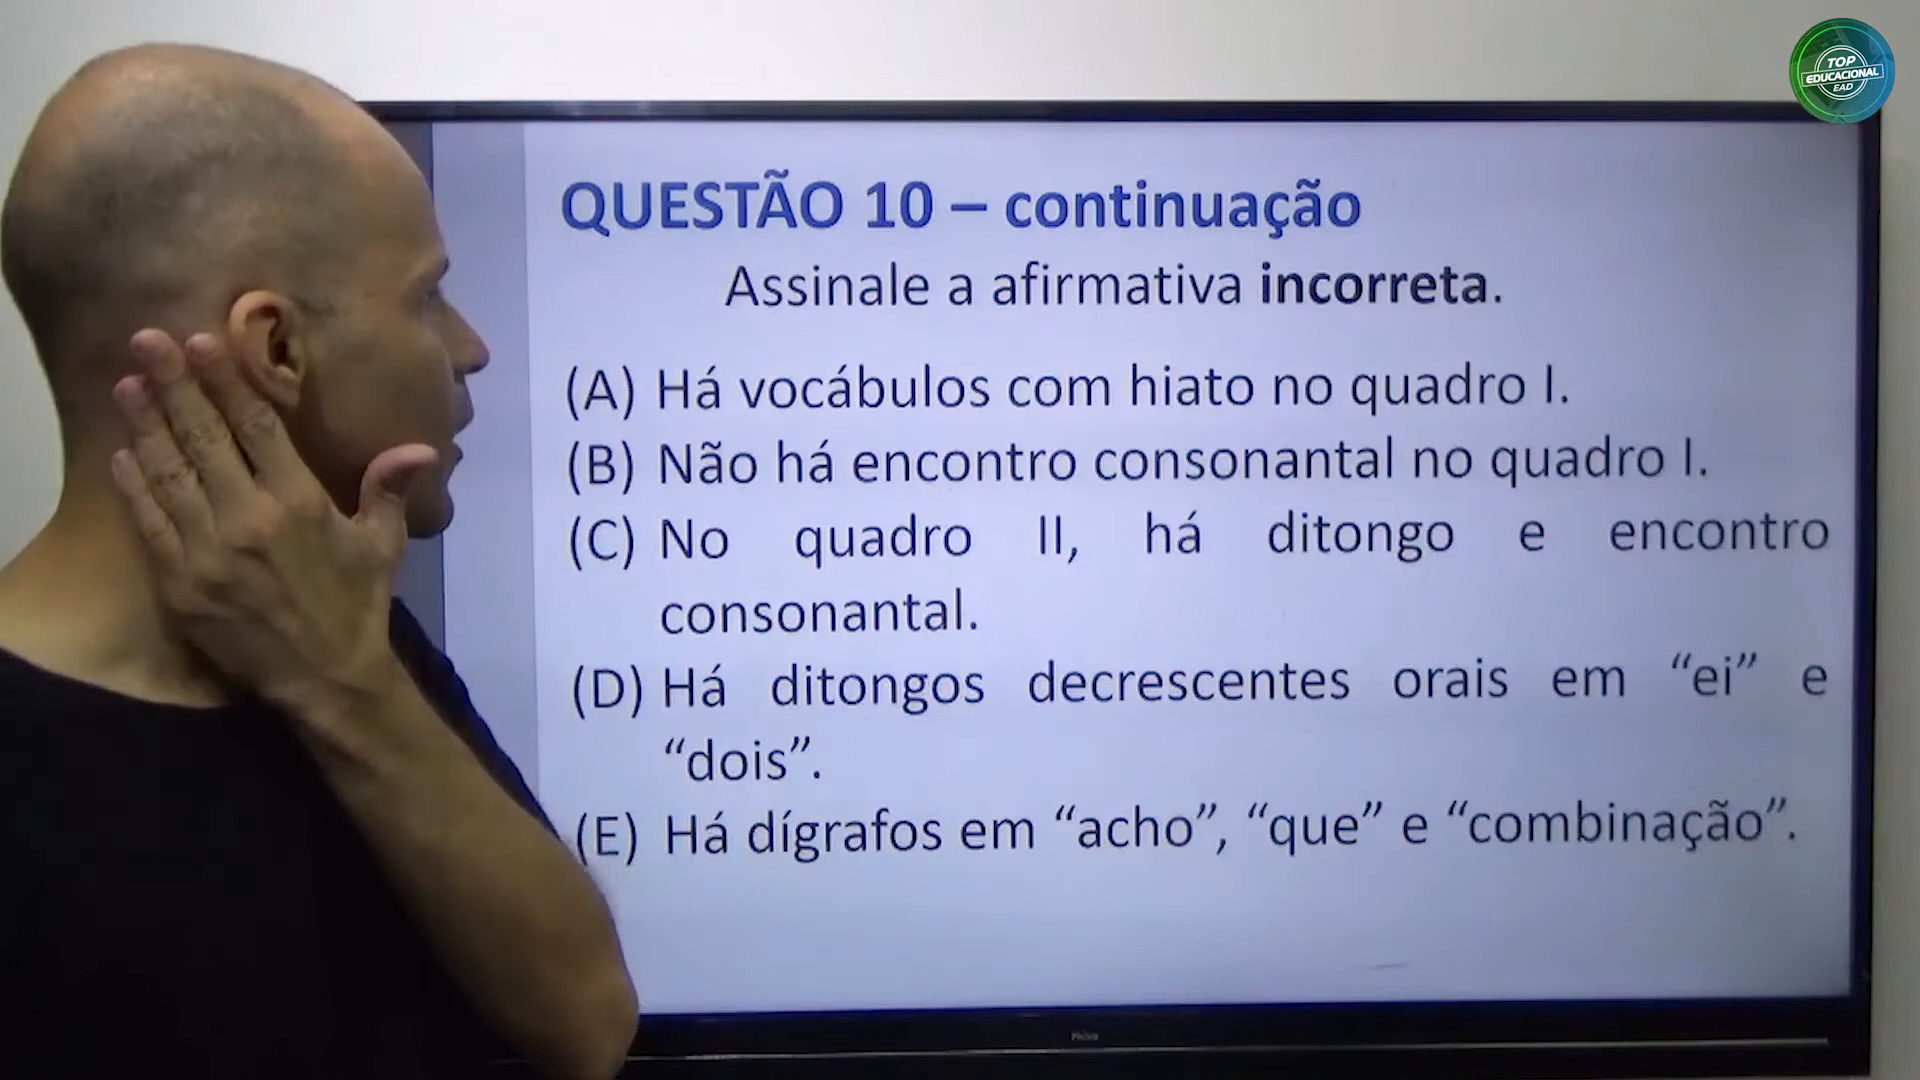 TOP
EDUCACIONAL
EAD
QUESTÃO 10 – continuação
Assinale a afirmativa incorreta.
(A) Há vocábulos com hiato no quadro I.
(B) Não há encontro consonantal no quadro I.
(C) No quadro II, há ditongo e encontro
consonantal.
(D) Há ditongos decrescentes orais em “ei” e
“dois”.
(E) Há dígrafos em “acho”, “que” e “combinação”.
Philco